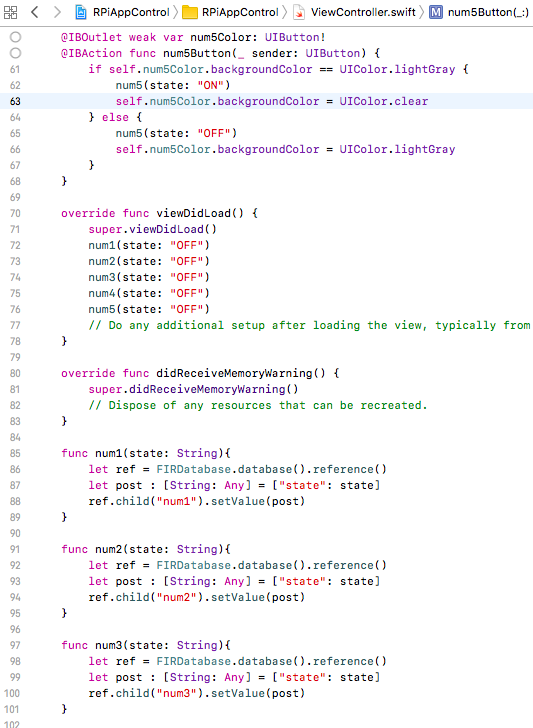 RPiAppControl RPiAppControl ViewController.swift M num5Button(_:)
@IBOutlet weak var num5Color: UIButton!
@IBAction func num5Button(_ sender: UIButton) {
61 if self.num5Color.backgroundColor == UIColor.lightGray {
62 num5(state: "ON")
63 self.num5Color.backgroundColor = UIColor.clear
64 } else {
65 num5(state: "OFF")
66 self.num5Color.backgroundColor = UIColor.lightGray
67 }
68 }
69
70 override func viewDidLoad() {
71 super.viewDidLoad()
72 num1(state: "OFF")
73 num2(state: "OFF")
74 num3(state: "OFF")
75 num4(state: "OFF")
76 num5(state: "OFF")
77 // Do any additional setup after loading the view, typically from
78 }
79
80 override func didReceiveMemoryWarning() {
81 super.didReceiveMemoryWarning()
82 // Dispose of any resources that can be recreated.
83 }
84
85 func num1(state: String){
86 let ref = FIRDatabase.database().reference()
87 let post : [String: Any] = ["state": state]
88 ref.child("num1").setValue(post)
89 }
90
91 func num2(state: String){
92 let ref = FIRDatabase.database().reference()
93 let post : [String: Any] = ["state": state]
94 ref.child("num2").setValue(post)
95 }
96
97 func num3(state: String){
98 let ref = FIRDatabase.database().reference()
99 let post : [String: Any] = ["state": state]
100 ref.child("num3").setValue(post)
101 }
102